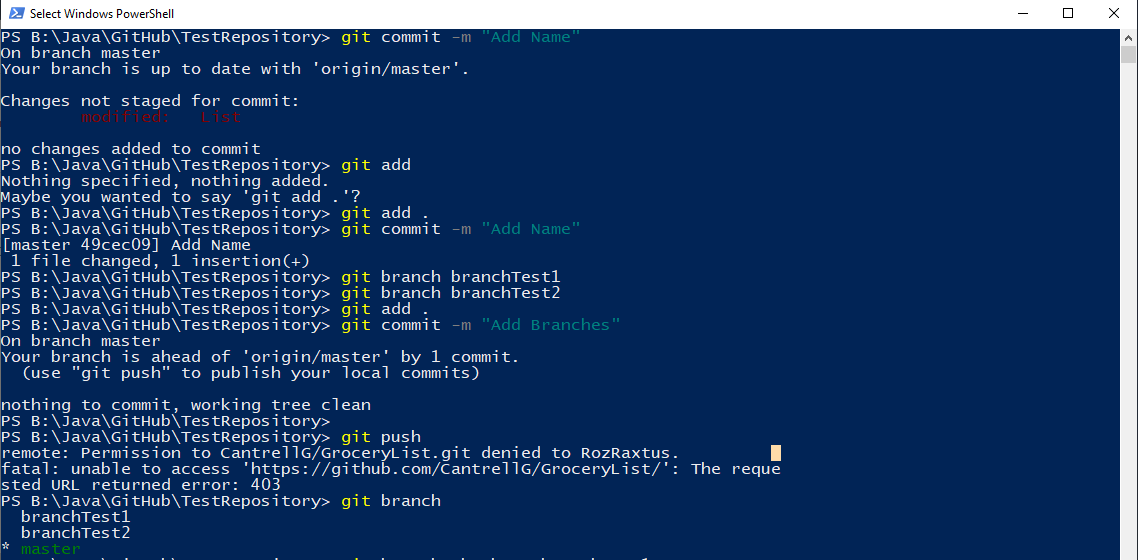 Select Windows PowerShell
PS B:\Java\GitHub\TestRepository> git commit -m "Add Name"
On branch master
Your branch is up to date with 'origin/master'.
Changes not staged for commit:
modified:   List
no changes added to commit
PS B:\Java\GitHub\TestRepository> git add
Nothing specified, nothing added.
Maybe you wanted to say 'git add .'?
PS B:\Java\GitHub\TestRepository> git add .
PS B:\Java\GitHub\TestRepository> git commit -m "Add Name"
[master 49cec09] Add Name
 1 file changed, 1 insertion(+)
PS B:\Java\GitHub\TestRepository> git branch branchTest1
PS B:\Java\GitHub\TestRepository> git branch branchTest2
PS B:\Java\GitHub\TestRepository> git add .
PS B:\Java\GitHub\TestRepository> git commit -m "Add Branches"
On branch master
Your branch is ahead of 'origin/master' by 1 commit.
  (use "git push" to publish your local commits)
nothing to commit, working tree clean
PS B:\Java\GitHub\TestRepository>
PS B:\Java\GitHub\TestRepository> git push
remote: Permission to CantrellG/GroceryList.git denied to RozRaxtus.
fatal: unable to access 'https://github.com/CantrellG/GroceryList/': The reque
sted URL returned error: 403
PS B:\Java\GitHub\TestRepository> git branch
  branchTest1
  branchTest2
* master